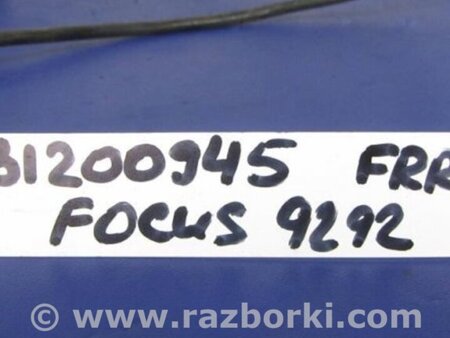 31200945 FRR
FOCUS 9292
© www.razborki.com